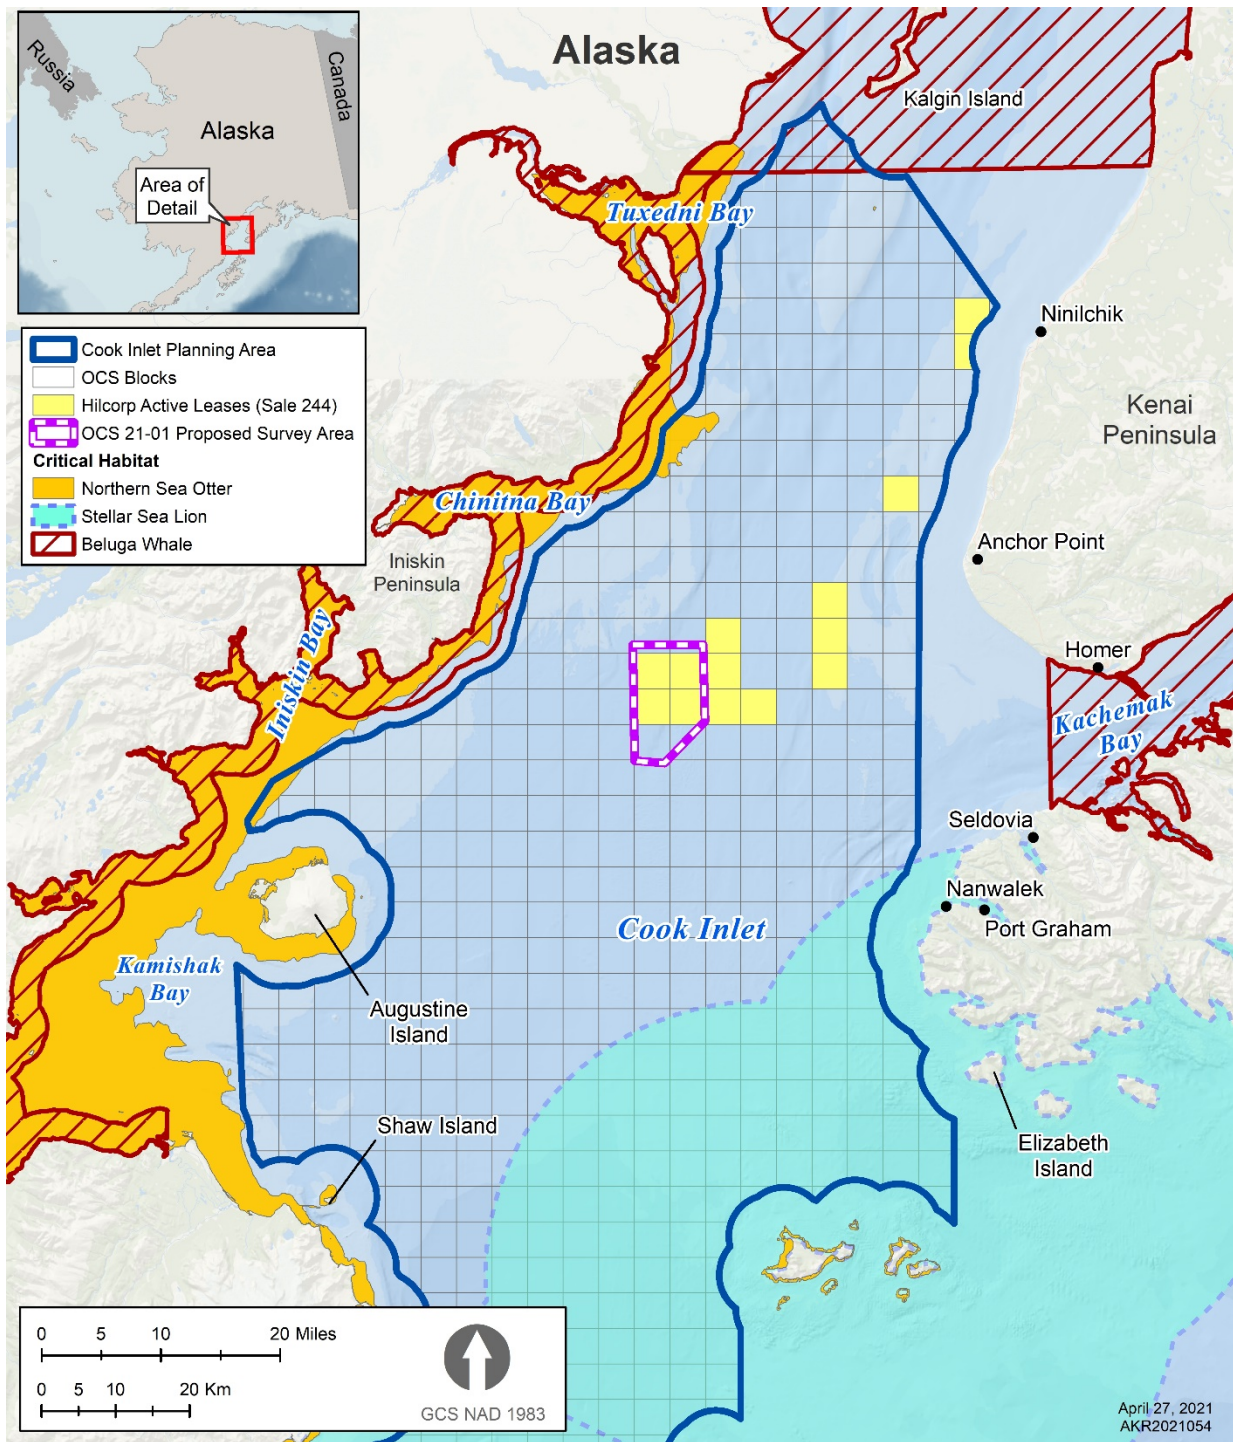 Alaska
Russia
Canada
Alaska
Area of
Detail
Kalgin Island
Tuxedni Bay
Ninilchik
Cook Inlet Planning Area
OCS Blocks
Hilcorp Active Leases (Sale 244)
OCS 21-01 Proposed Survey Area
Critical Habitat
Northern Sea Otter
Stellar Sea Lion
Beluga Whale
Kenai
Peninsula
Chinitna Bay
Iniskin
Peninsula
Anchor Point
Iniskin Bay
Homer
Kachemak
Bay
Seldovia
Nanwalek
Port Graham
Cook Inlet
Kamishak
Bay
Augustine
Island
Shaw Island
Elizabeth
Island
0 5 10 20 Miles
0 5 10 20 Km
GCS NAD 1983
April 27, 2021
AKR2021054